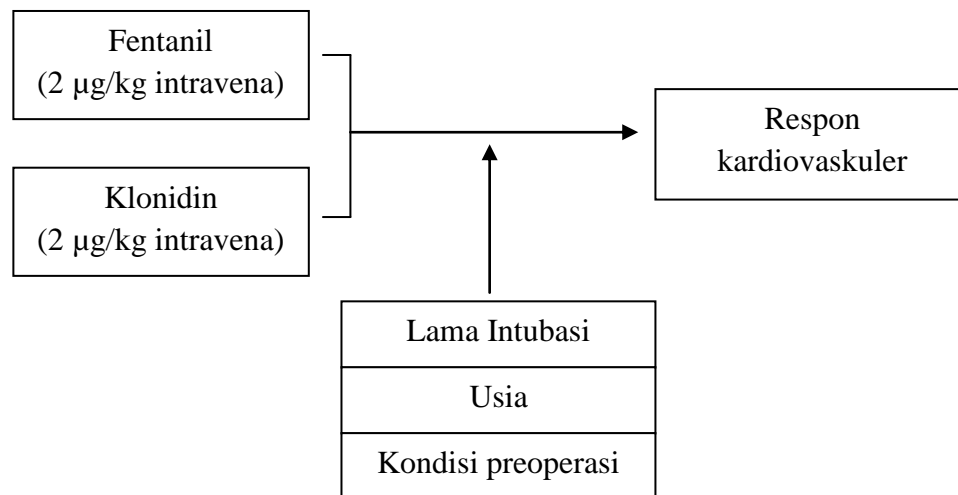 Fentanil
(2 µg/kg intravena)
Klonidin
(2 µg/kg intravena)
Respon
kardiovaskuler
Lama Intubasi
Usia
Kondisi preoperasi